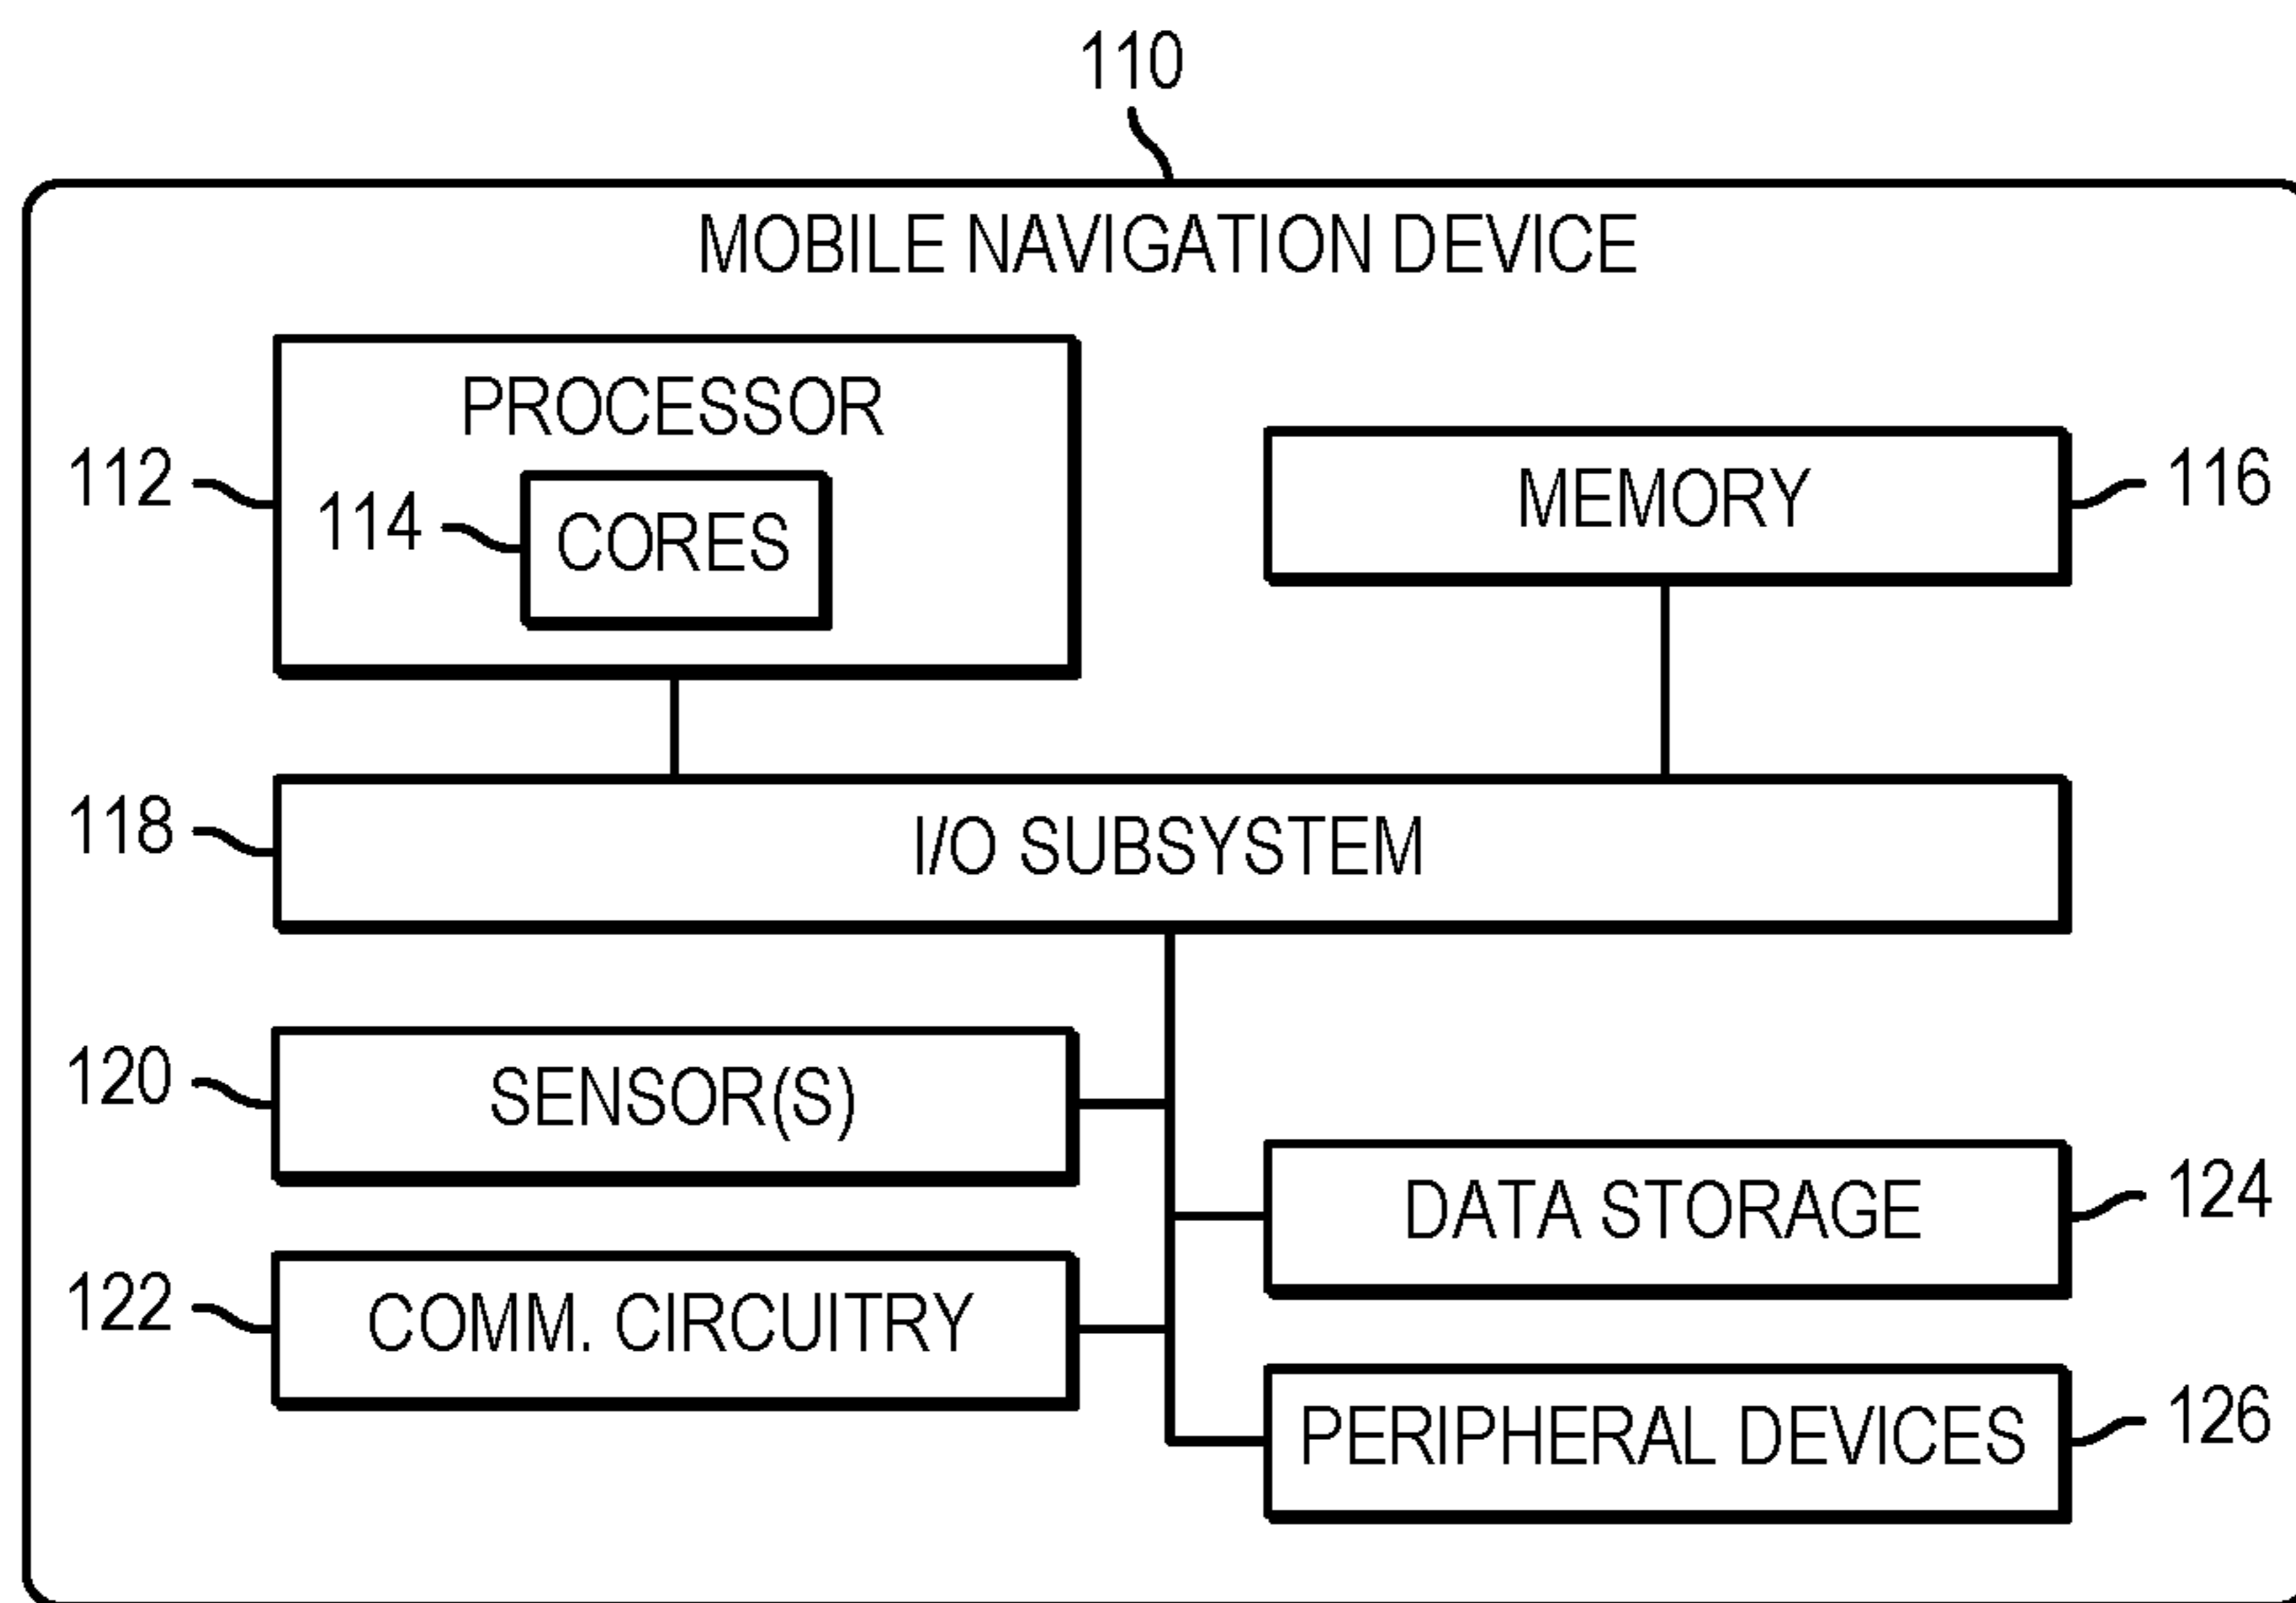 110
MOBILE NAVIGATION DEVICE
PROCESSOR
112
114
CORES
MEMORY
116
118
I/O SUBSYSTEM
120
SENSOR(S)
DATA STORAGE
124
122
COMM. CIRCUITRY
PERIPHERAL DEVICES
126